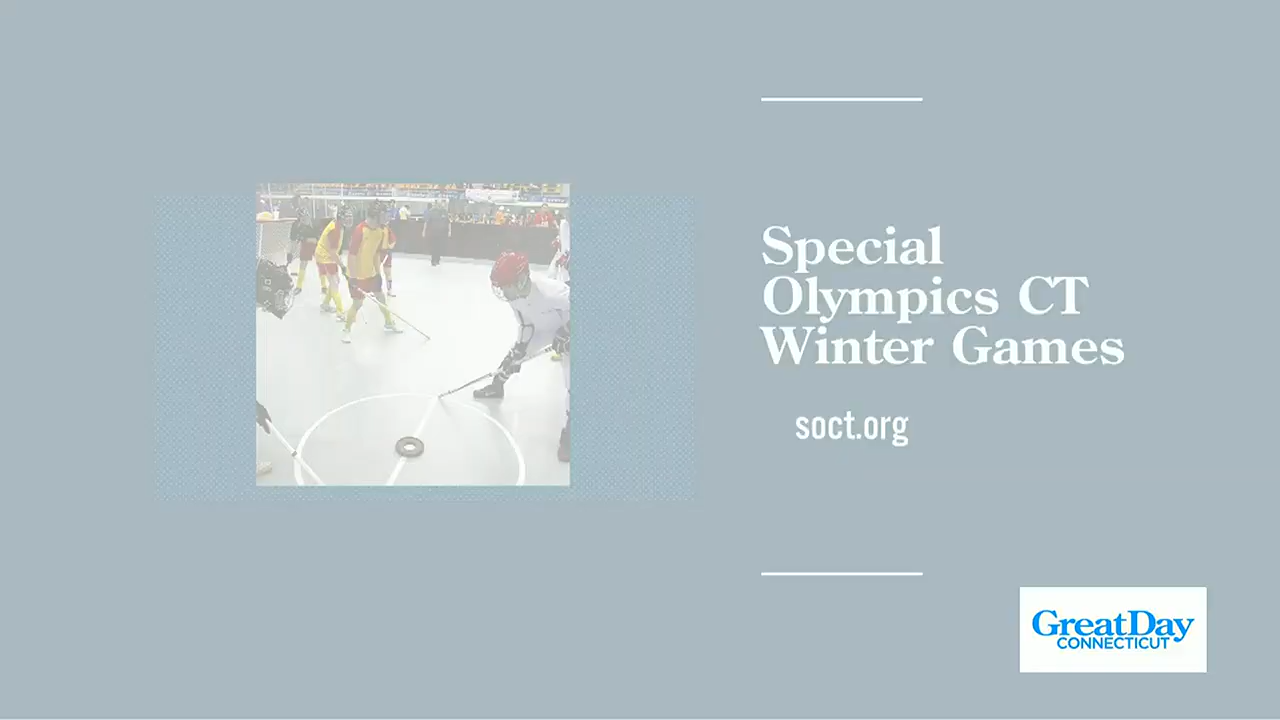 Special
Olympics CT
Winter Games
soct.org
GreatDay
CONNECTICUT